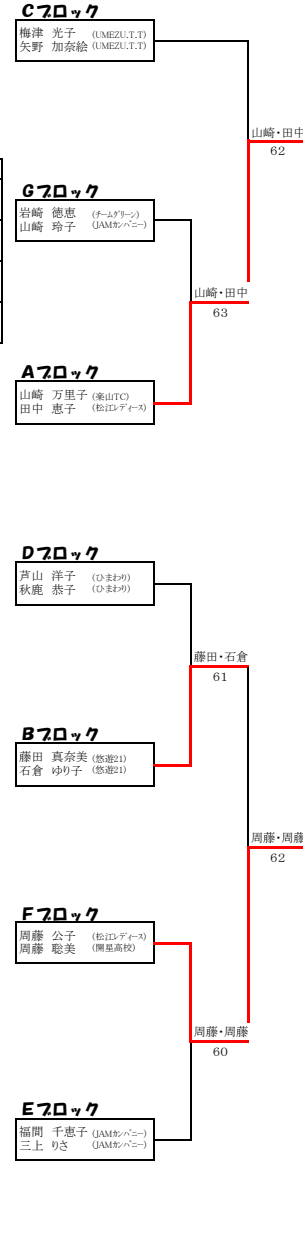 Cブロック
梅津 光子 (UMEZU.T.T)
矢野 加奈絵 (UMEZU.T.T)
山崎・田中
62
Gブロック
岩崎 徳恵 (チームグリーン)
山崎 玲子 (JAMカンパニー)
山崎・田中
63
Aブロック
山崎 万里子 (楽山TC)
田中 恵子 (松江レディース)
Dブロック
芦山 洋子 (ひまわり)
秋鹿 恭子 (ひまわり)
藤田・石倉
61
Bブロック
藤田 真奈美 (悠遊21)
石倉 ゆり子 (悠遊21)
周藤・周藤
62
Fブロック
周藤 公子 (松江レディース)
周藤 聡美 (開星高校)
周藤・周藤
60
Eブロック
福間 千恵子 (JAMカンパニー)
三上 りさ (JAMカンパニー)